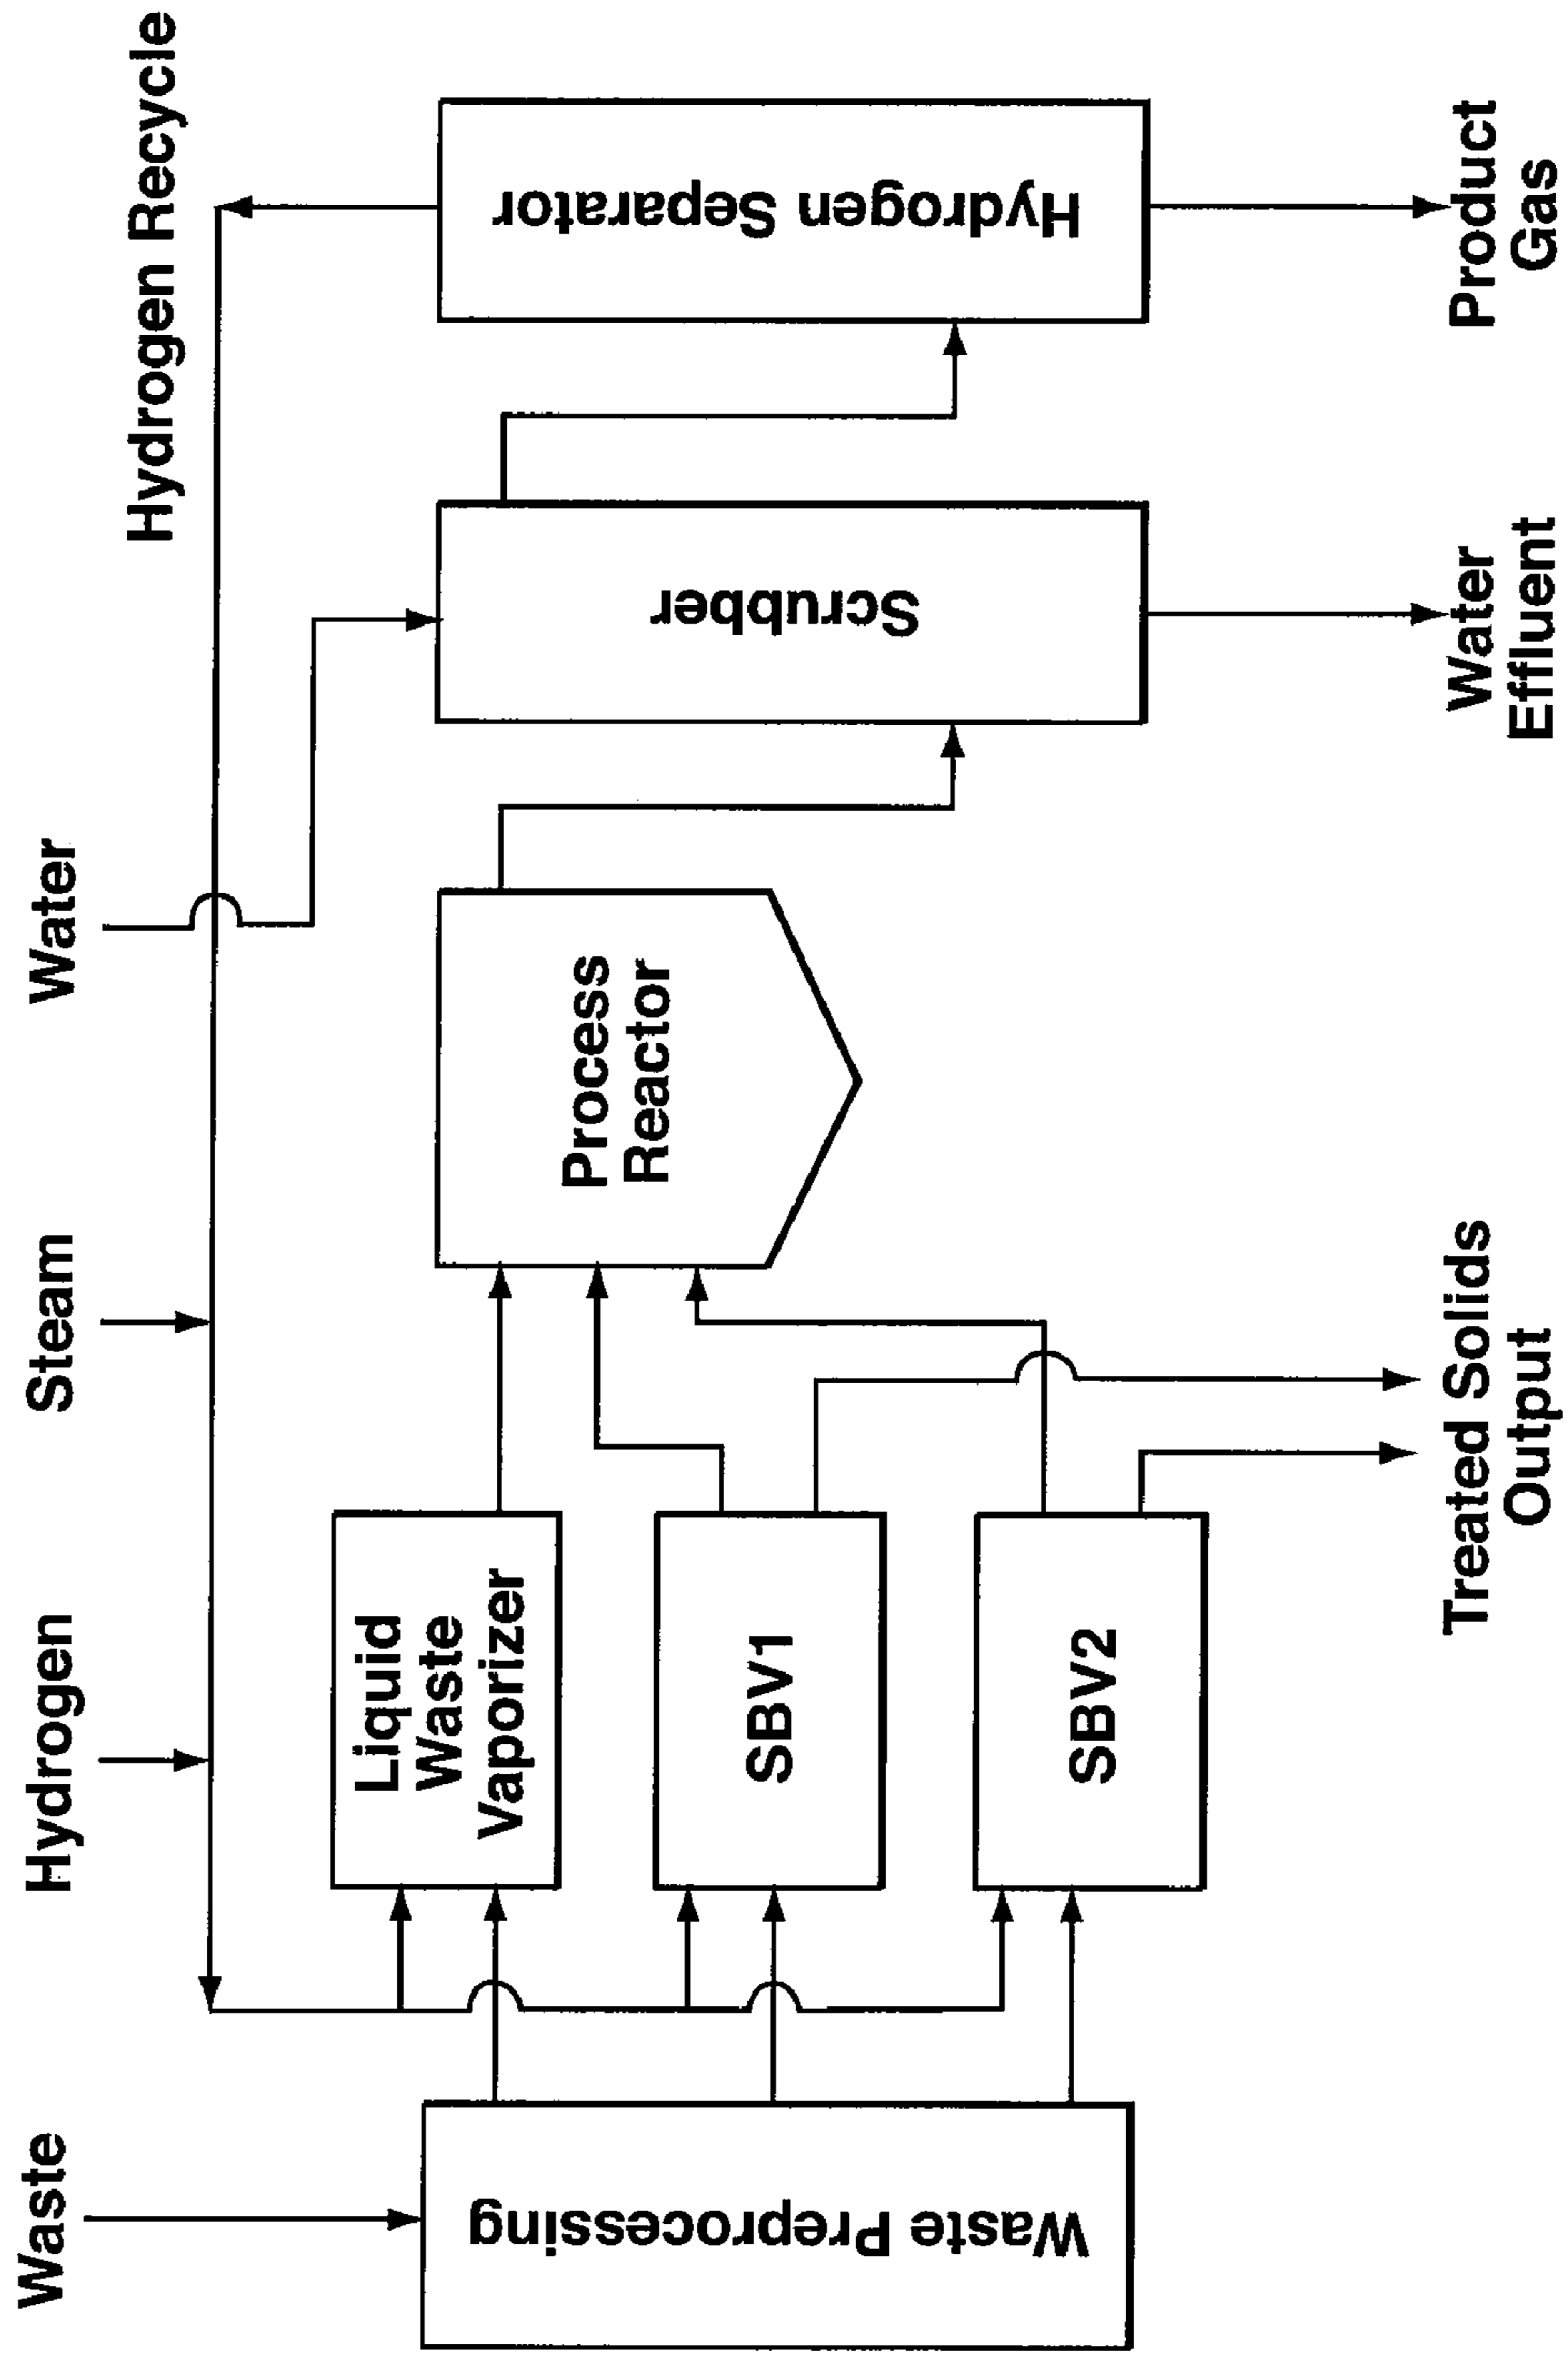 Waste
Hydrogen
Steam
Water
Hydrogen Recycle
Waste Preprocessing
Liquid
Waste
Vaporizer
SBV1
SBV2
Process
Reactor
Scrubber
Hydrogen Separator
Treated Solids
Output
Water
Effluent
Product
Gas